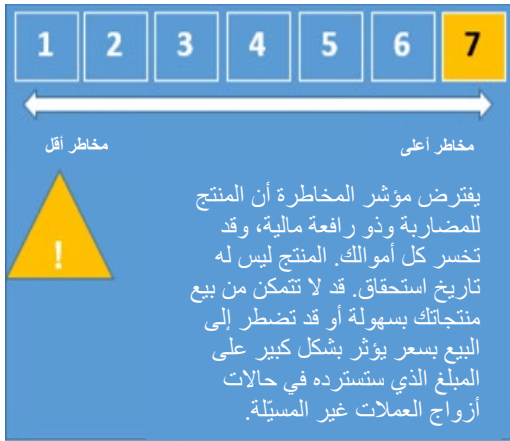 1 2 3 4 5 6 7
مخاطر أعلى
مخاطر أقل
يفترض مؤشر المخاطرة أن المنتج
للمضاربة وذو رافعة مالية، وقد
تخسر كل أموالك. المنتج ليس له
تاريخ استحقاق. قد لا تتمكن من بيع
منتجاتك بسهولة أو قد تضطر إلى
البيع بسعر يؤثر بشكل كبير على
المبلغ الذي ستسترده في حالات
أزواج العملات غير المسيّلة.
!